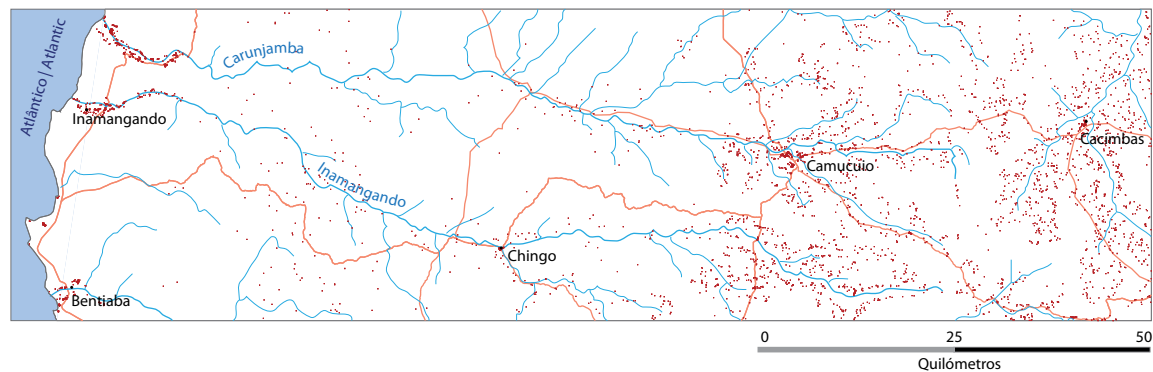 Atlântico | Atlantic
Carunjamba
Inamangando
Cacimbas
Camucuio
Inamangando
Chingo
Bentiaba
0 25 50
Quilómetros